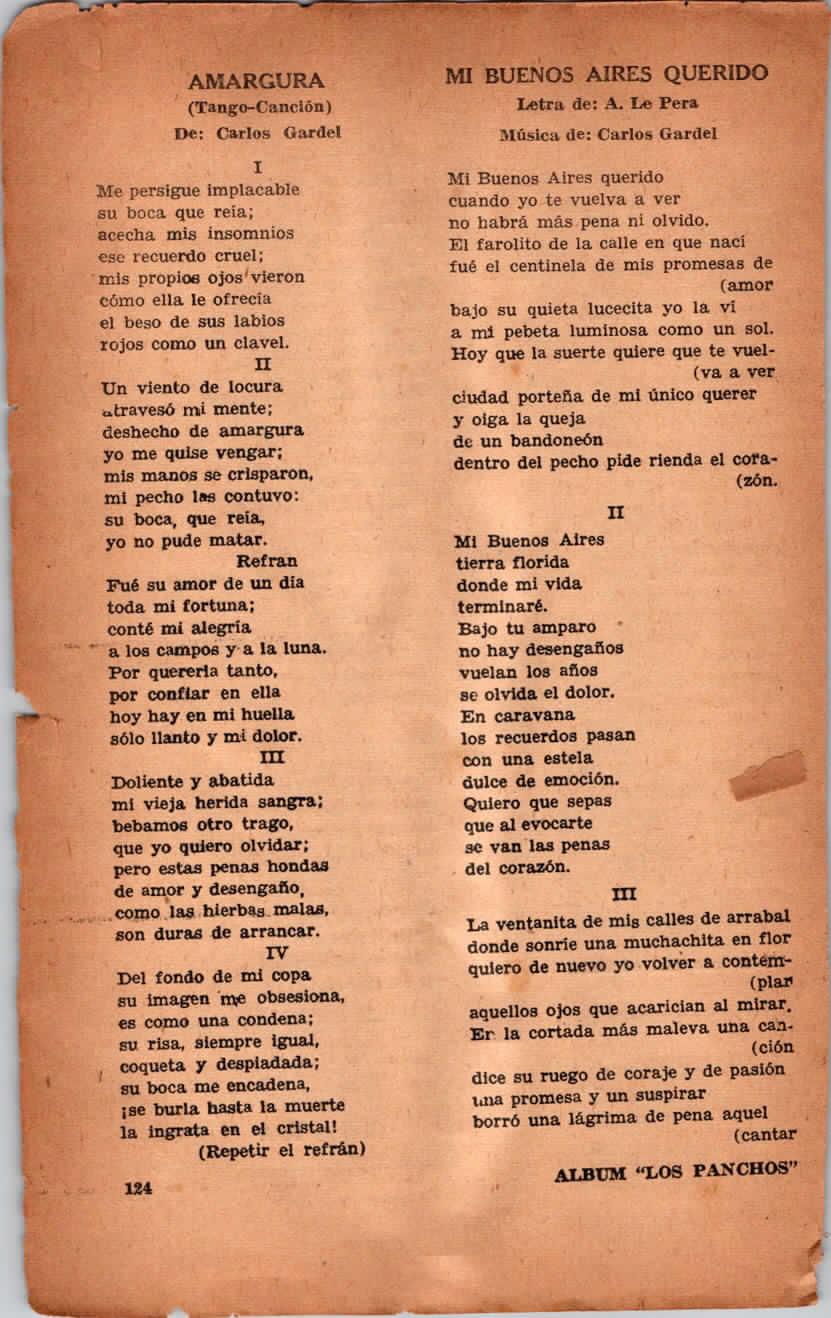 AMARGURA
(Tango-Canción)
De: Carlos Gardel
I
Me persigue implacable
su boca que reía;
acecha mis insomnios
ese recuerdo cruel;
mis propios ojos vieron
cómo ella le ofrecía
el beso de sus labios
rojos como un clavel.
II
Un viento de locura
atravesó mi mente;
deshecho de amargura
yo me quise vengar;
mis manos se crisparon,
mi pecho las contuvo:
su boca, que reía,
yo no pude matar.
Refran
Fué su amor de un día
toda mi fortuna;
conté mi alegría
a los campos y a la luna.
Por quererla tanto,
por confiar en ella
hoy hay en mi huella
sólo llanto y mi dolor.
III
Doliente y abatida
mi vieja herida sangra;
bebamos otro trago,
que yo quiero olvidar;
pero estas penas hondas
de amor y desengaño,
como las hierbas malas,
son duras de arrancar.
IV
Del fondo de mi copa
su imagen me obsesiona,
es como una condena;
su risa, siempre igual,
coqueta y despiadada;
su boca me encadena,
¡se burla hasta la muerte
la ingrata en el cristal!
(Repetir el refrán)
124
MI BUENOS AIRES QUERIDO
Letra de: A. Le Pera
Música de: Carlos Gardel
Mi Buenos Aires querido
cuando yo te vuelva a ver
no habrá más pena ni olvido.
El farolito de la calle en que nací
fué el centinela de mis promesas de
(amor
bajo su quieta lucecita yo la ví
a mi pebeta luminosa como un sol.
Hoy que la suerte quiere que te vuel-
(va a ver
ciudad porteña de mi único querer
y oiga la queja
de un bandoneón
dentro del pecho pide rienda el cora-
(zón.
II
Mi Buenos Aires
tierra florida
donde mi vida
terminaré.
Bajo tu amparo
no hay desengaños
vuelan los años
se olvida el dolor.
En caravana
los recuerdos pasan
con una estela
dulce de emoción.
Quiero que sepas
que al evocarte
se van las penas
del corazón.
III
La ventanita de mis calles de arrabal
donde sonríe una muchachita en flor
quiero de nuevo yo volver a contem-
(plar
aquellos ojos que acarician al mirar.
En la cortada más maleva una can-
(ción
dice su ruego de coraje y de pasión
una promesa y un suspirar
borró una lágrima de pena aquel
(cantar
ALBUM "LOS PANCHOS"